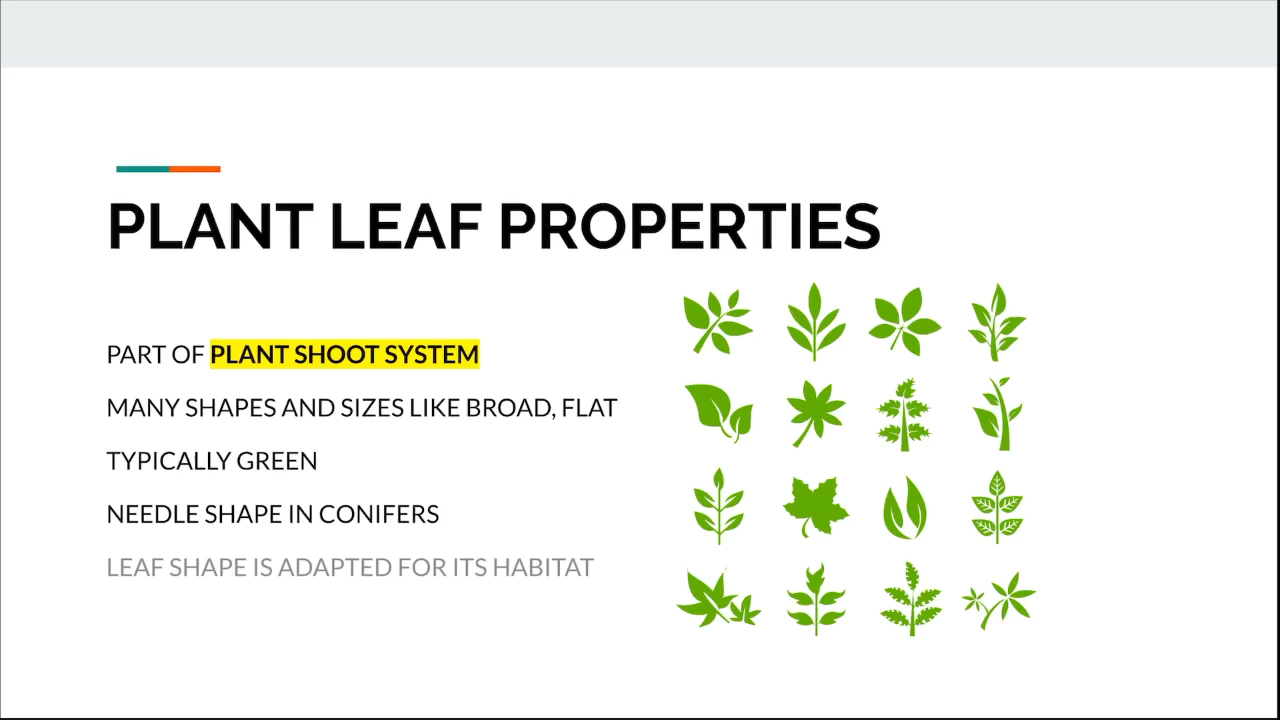 PLANT LEAF PROPERTIES
PART OF PLANT SHOOT SYSTEM
MANY SHAPES AND SIZES LIKE BROAD, FLAT
TYPICALLY GREEN
NEEDLE SHAPE IN CONIFERS
LEAF SHAPE IS ADAPTED FOR ITS HABITAT